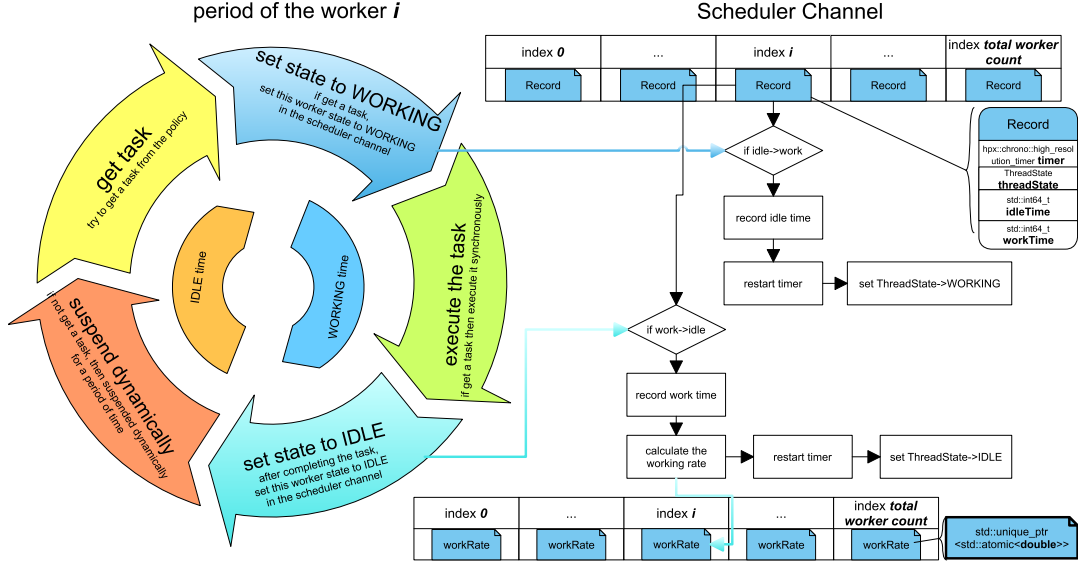 period of the worker i
Scheduler Channel
set state to WORKING
if get a task,
set this worker state to WORKING
in the scheduler channel
get task
try to get a task from the policy
execute the task
if get a task then execute it synchronously
IDLE time
WORKING time
suspend dynamically
if not get a task, then suspended dynamically
for a period of time
set state to IDLE
after completing the task,
set this worker state to IDLE
in the scheduler channel
index 0
...
index i
...
index total worker
count
Record
Record
Record
Record
Record
Record
hpx::chrono::high_resol
ution_timer timer
ThreadState
threadState
std::int64_t
idleTime
std::int64_t
workTime
if idle->work
record idle time
restart timer
set ThreadState->WORKING
if work->idle
record work time
calculate the
working rate
restart timer
set ThreadState->IDLE
index 0
...
index i
...
index total
worker count
workRate
workRate
workRate
workRate
workRate
std::unique_ptr
<std::atomic<double>>